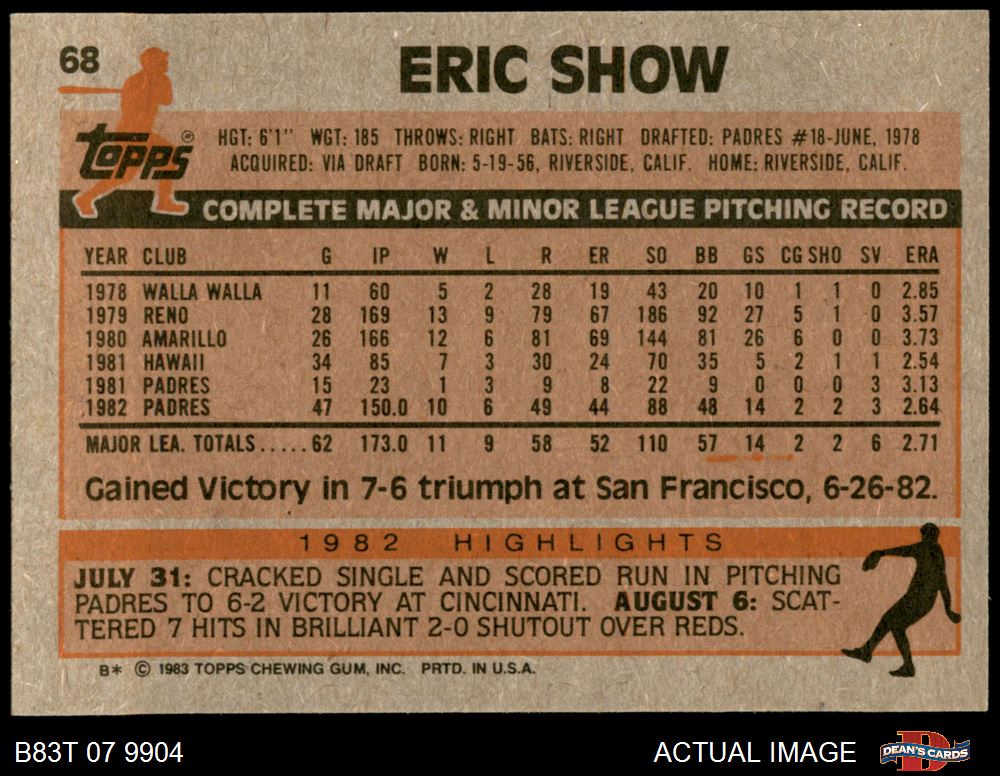 68
ERIC SHOW
TOPPS®
HGT: 6'1" WGT: 185 THROWS: RIGHT BATS: RIGHT DRAFTED: PADRES #18-JUNE, 1978
ACQUIRED: VIA DRAFT BORN: 5-19-56, RIVERSIDE, CALIF. HOME: RIVERSIDE, CALIF.
COMPLETE MAJOR & MINOR LEAGUE PITCHING RECORD
YEAR CLUB G IP W L R ER SO BB GS CG SHO SV ERA
1978 WALLA WALLA 11 60 5 2 28 19 43 20 10 1 1 0 2.85
1979 RENO 28 169 13 9 79 67 186 92 27 5 1 0 3.57
1980 AMARILLO 26 166 12 6 81 69 144 81 26 6 0 0 3.73
1981 HAWAII 34 85 7 3 30 24 70 35 5 2 1 1 2.54
1981 PADRES 15 23 1 3 9 8 22 9 0 0 0 3 3.13
1982 PADRES 47 150.0 10 6 49 44 88 48 14 2 2 3 2.64
MAJOR LEA. TOTALS.....62 173.0 11 9 58 52 110 57 14 2 2 6 2.71
Gained Victory in 7-6 triumph at San Francisco, 6-26-82.
1982 HIGHLIGHTS
JULY 31: CRACKED SINGLE AND SCORED RUN IN PITCHING
PADRES TO 6-2 VICTORY AT CINCINNATI. AUGUST 6: SCAT-
TERED 7 HITS IN BRILLIANT 2-0 SHUTOUT OVER REDS.
B* © 1983 TOPPS CHEWING GUM, INC. PRTD. IN U.S.A.
B83T 07 9904
ACTUAL IMAGE
DEAN'S CARDS